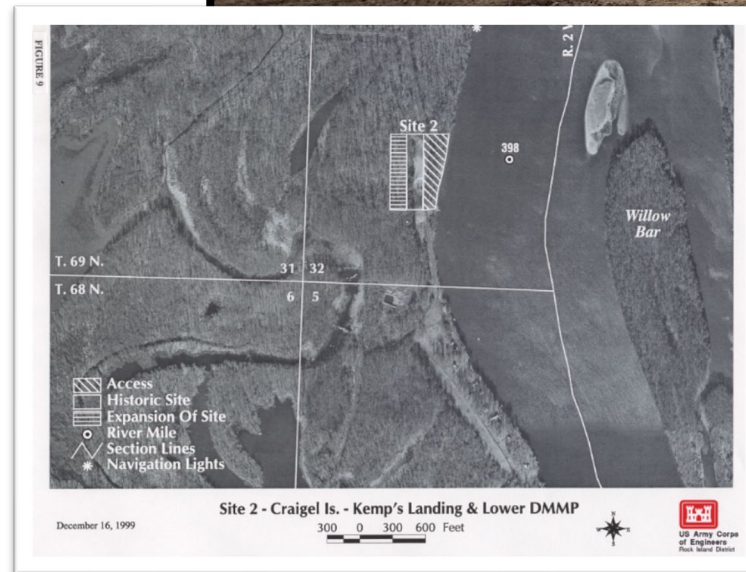 FIGURE 9
R. 2 W
Site 2
398
Willow
Bar
T. 69 N.
31 32
T. 68 N.
6 5
Access
Historic Site
Expansion Of Site
River Mile
Section Lines
Navigation Lights
Site 2 - Craigel Is. - Kemp's Landing & Lower DMMP
December 16, 1999
300 0 300 600 Feet
N
US Army Corps
of Engineers
Rock Island District